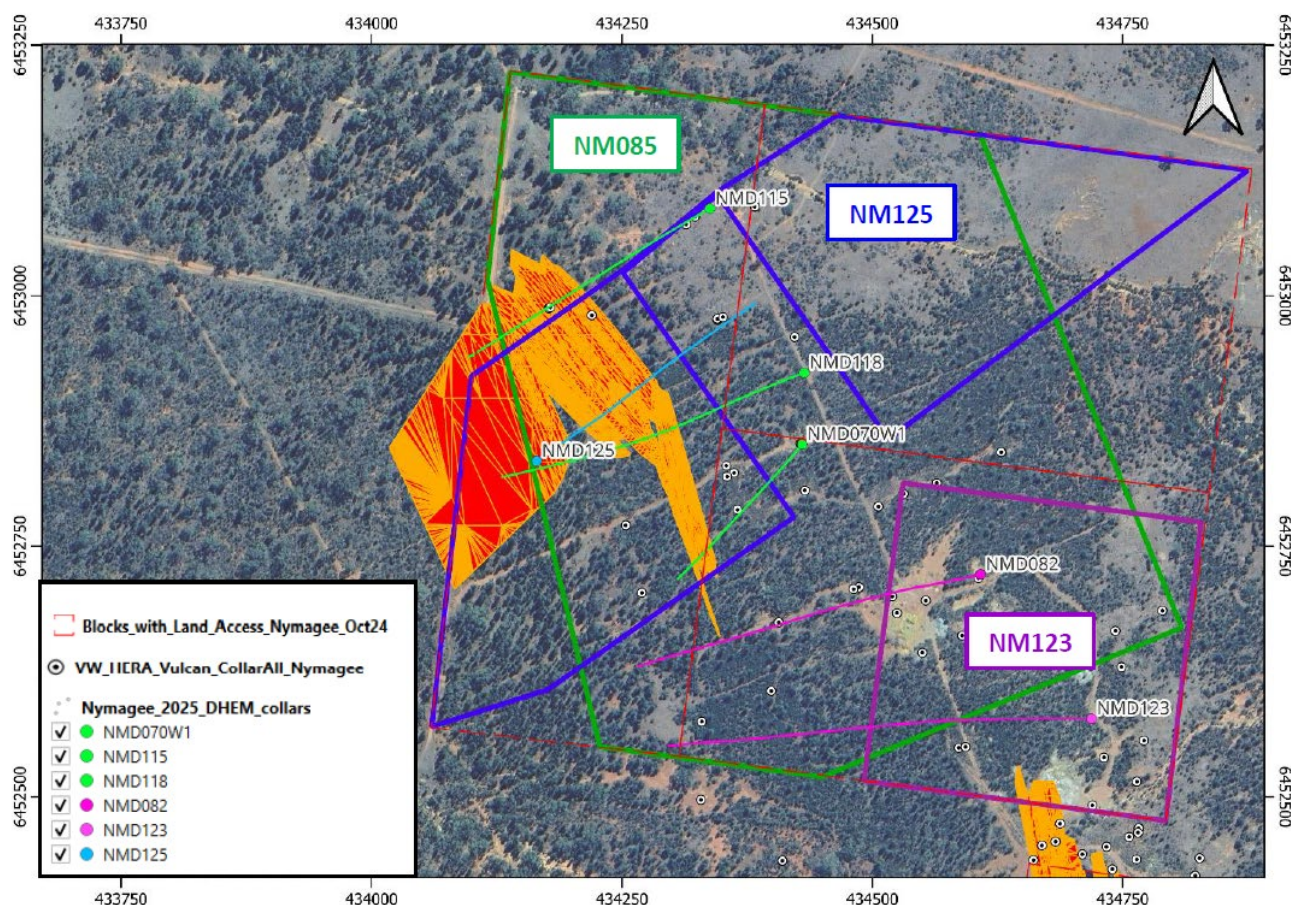 433750 434000 434250 434500 434750
6453250 6453250
NM085
NM125
NMD115
6453000 6453000
NMD118
NMD070W1
NMD125
6452750 6452750
NMD082
NM123
NMD123
6452500 6452500
Blocks_with_Land_Access_Nymagee_Oct24
VW_HERA_Vulcan_CollarAll_Nymagee
Nymagee_2025_DHEM_collars
NMD070W1
NMD115
NMD118
NMD082
NMD123
NMD125
433750 434000 434250 434500 434750